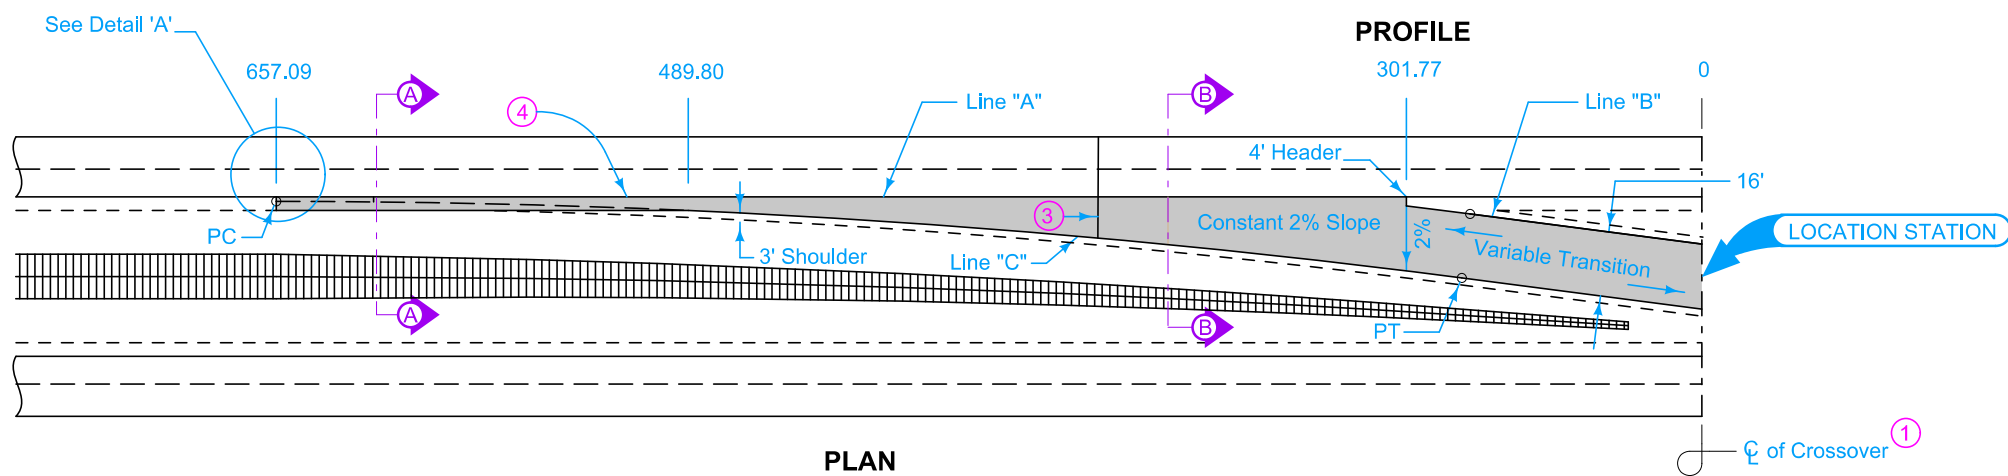 PROFILE
See Detail 'A'
657.09
489.80
301.77
0
A
B
4
Line "A"
Line "B"
4' Header
16'
3
Constant 2% Slope
2%
PC
3' Shoulder
Line "C"
Variable Transition
LOCATION STATION
A
B
PT
PLAN
℄ of Crossover 1